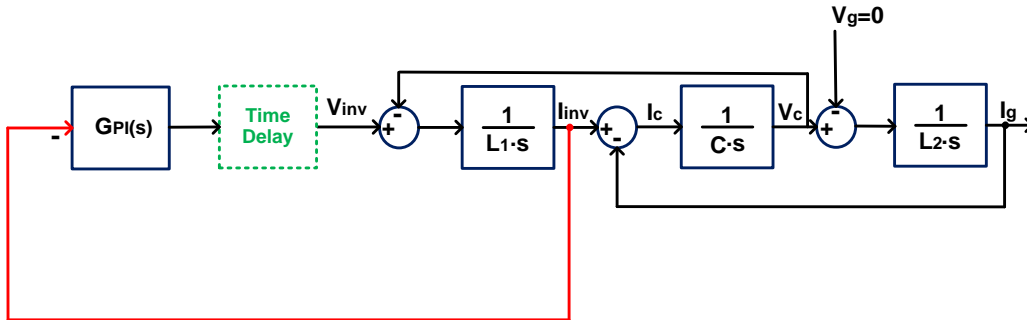 Vg=0
GPI(s)
Time
Delay
Vinv
1
L1·s
Iinv
Ic
1
C·s
Vc
1
L2·s
Ig
-
-
+
+
-
-
+